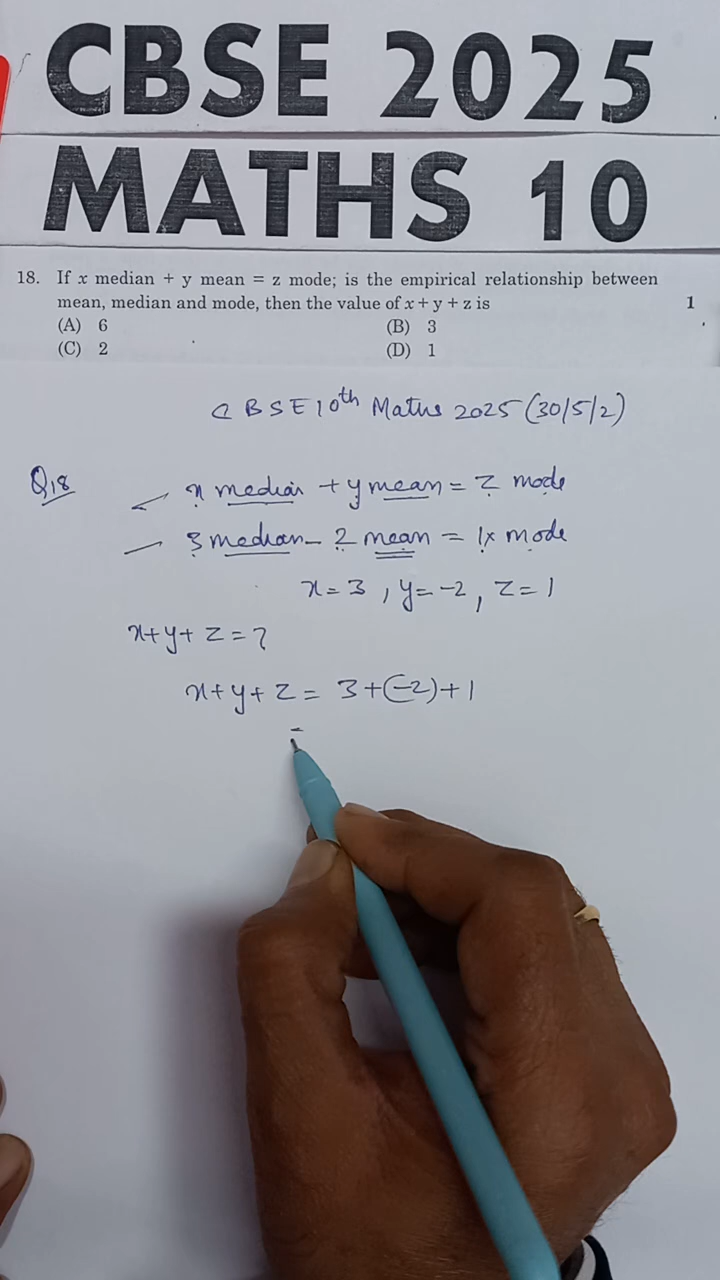 CBSE 2025
MATHS 10
18. If x median + y mean = z mode; is the empirical relationship between
mean, median and mode, then the value of x + y + z is 1
(A) 6 (B) 3
(C) 2 (D) 1
CBSE 10th Maths 2025 (30/5/2)
Q18 x median + y mean = z mode
3 median - 2 mean = 1x mode
x = 3 , y = -2 , z = 1
x+y+z = ?
x+y+z = 3+(-2)+1
=